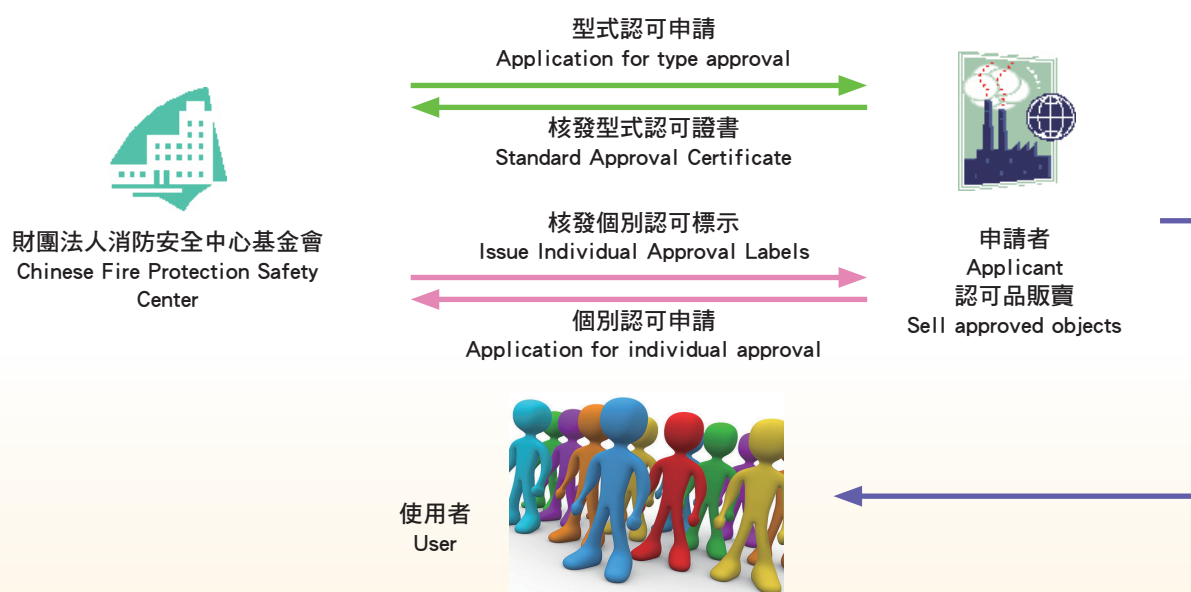 型式認可申請
Application for type approval
核發型式認可證書
Standard Approval Certificate
財團法人消防安全中心基金會
Chinese Fire Protection Safety
Center
核發個別認可標示
Issue Individual Approval Labels
個別認可申請
Application for individual approval
申請者
Applicant
認可品販賣
Sell approved objects
使用者
User